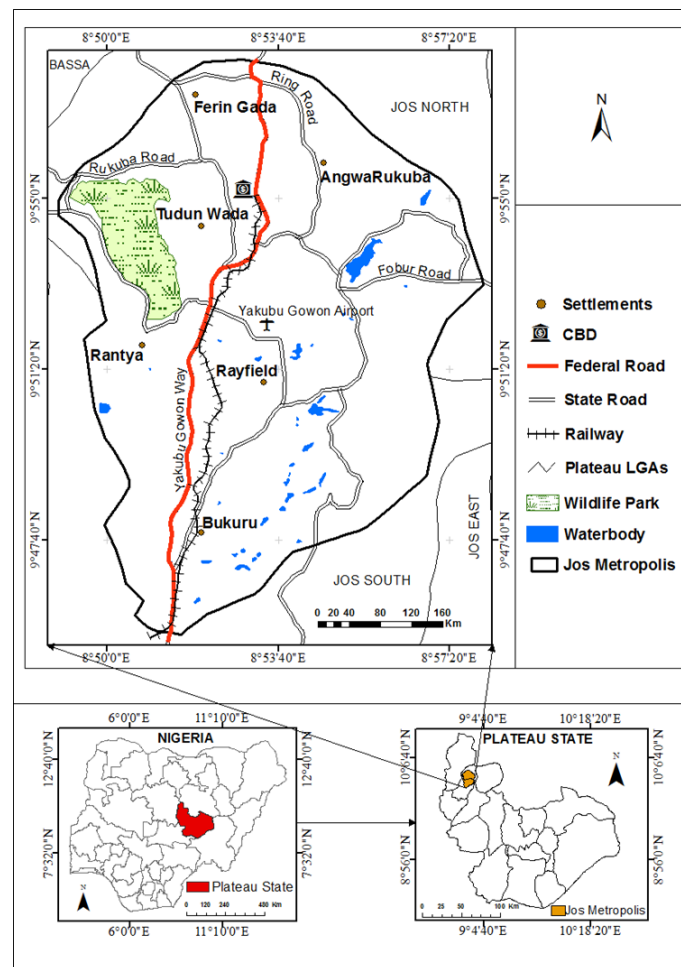 8°50'0"E 8°53'40"E 8°57'20"E
BASSA
Ring Road
JOS NORTH
Ferin Gada
N
Rukuba Road
AngwaRukuba
9°55'0"N 9°55'0"N
Tudun Wada
Fobur Road
Settlements
Yakubu Gowon Airport
CBD
Rantya
Rayfield
Federal Road
9°51'20"N 9°51'20"N
State Road
Yakubu Gowon Way
Railway
Plateau LGAs
Wildlife Park
Bukuru
Waterbody
9°47'40"N 9°47'40"N
JOS EAST
Jos Metropolis
JOS SOUTH
0 20 40 80 120 160
Km
8°50'0"E 8°53'40"E 8°57'20"E
6°0'0"E 11°10'0"E
9°4'40"E 10°18'20"E
NIGERIA
PLATEAU STATE
12°40'0"N 12°40'0"N
10°6'40"N 10°6'40"N
N
7°32'0"N 7°32'0"N
8°56'0"N 8°56'0"N
Plateau State
N
0 120 240 480 KM
Jos Metropolis
0 25 50 100 KM
6°0'0"E 11°10'0"E
9°4'40"E 10°18'20"E